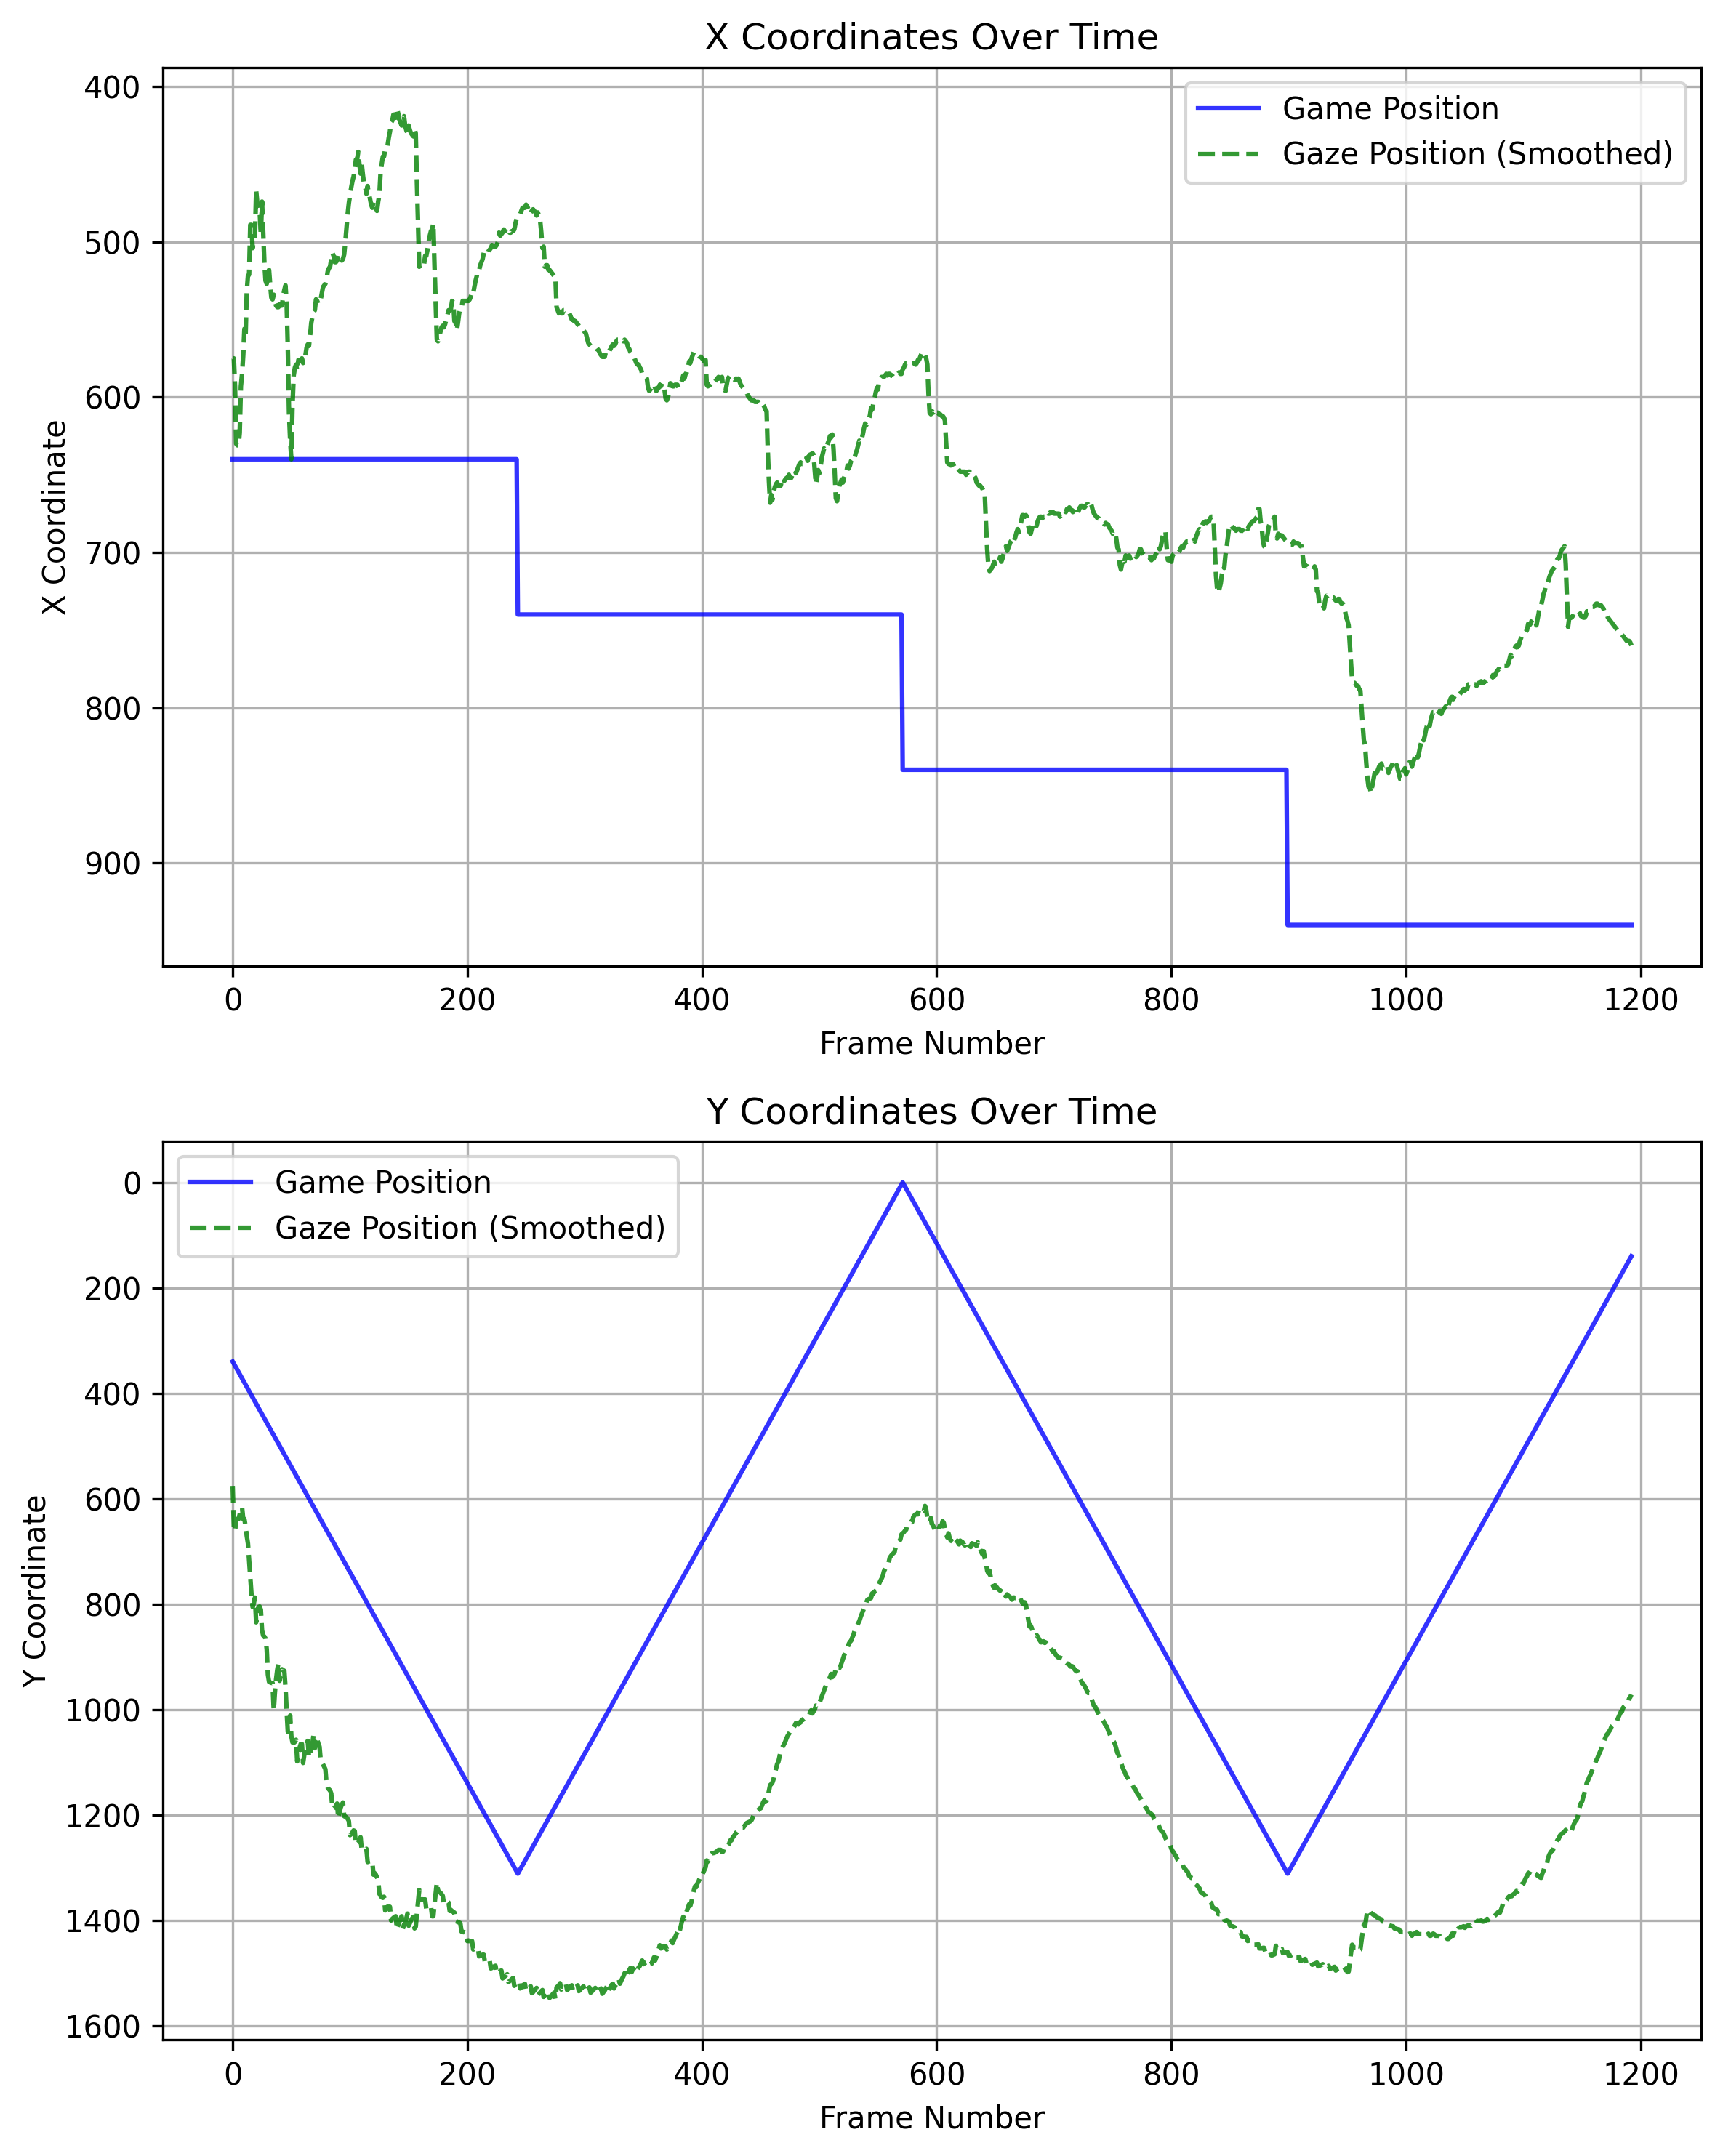 X Coordinates Over Time
400
500
600
700
800
900
X Coordinate
Game Position
Gaze Position (Smoothed)
0 200 400 600 800 1000 1200
Frame Number
Y Coordinates Over Time
0
200
400
600
800
1000
1200
1400
1600
Y Coordinate
Game Position
Gaze Position (Smoothed)
0 200 400 600 800 1000 1200
Frame Number